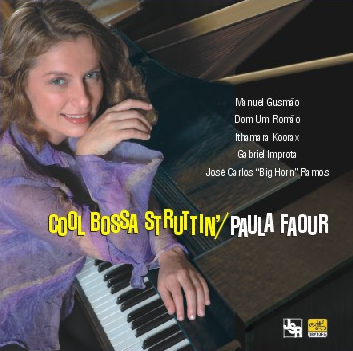 Manuel Gusmão
Dom Um Romão
Ithamara Koorax
Gabriel Improta
José Carlos "Big Horn" Ramos
COOL BOSSA STRUTTIN'/PAULA FAOUR
JSR